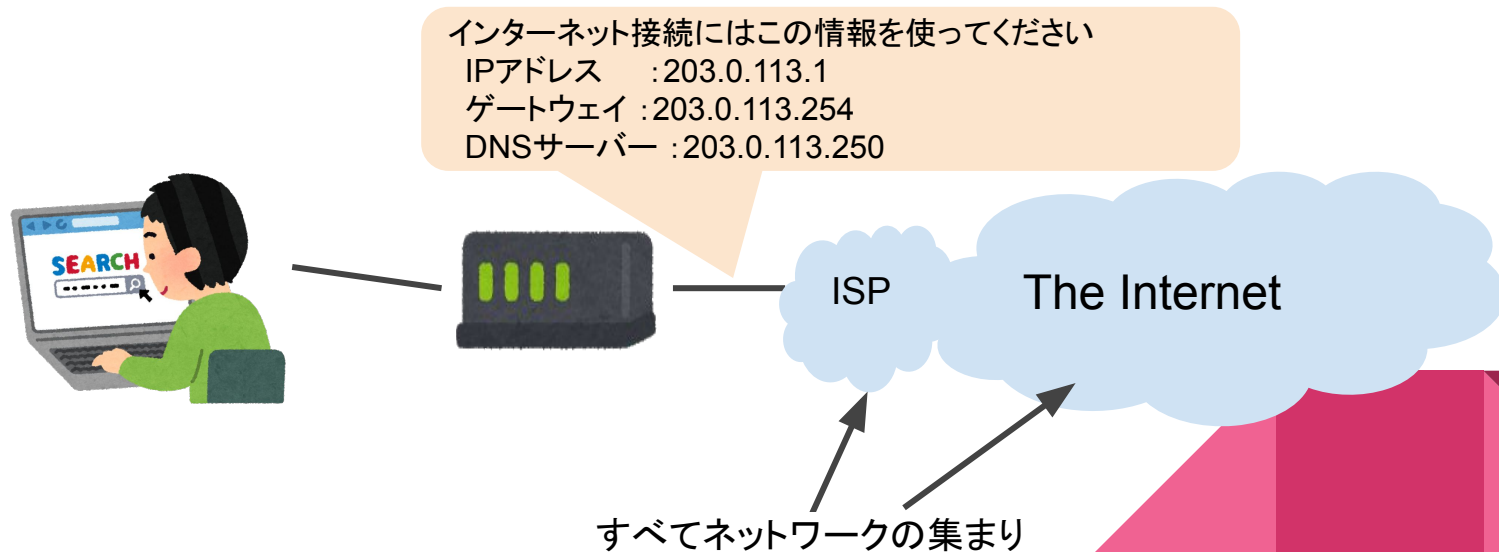 インターネット接続にはこの情報を使ってください
IPアドレス　：203.0.113.1
ゲートウェイ：203.0.113.254
DNSサーバー：203.0.113.250
SEARCH
ISP
The Internet
すべてネットワークの集まり